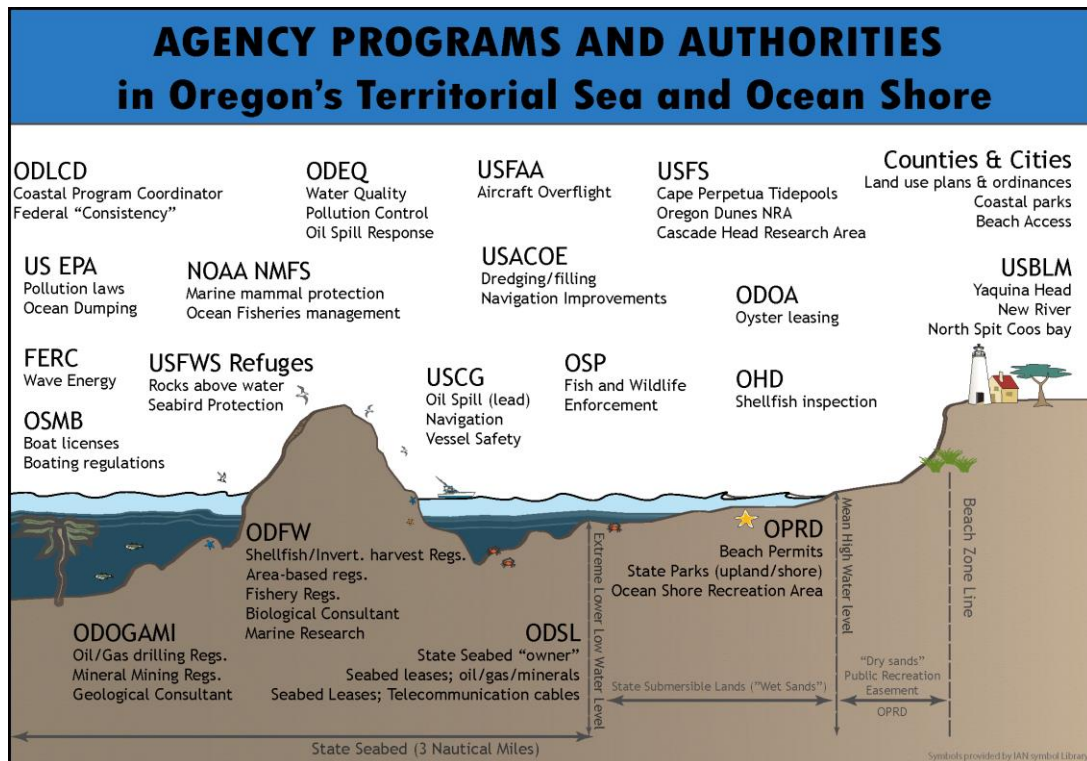 AGENCY PROGRAMS AND AUTHORITIES
in Oregon's Territorial Sea and Ocean Shore
ODLCD
Coastal Program Coordinator
Federal "Consistency"
ODEQ
Water Quality
Pollution Control
Oil Spill Response
USFAA
Aircraft Overflight
USFS
Cape Perpetua Tidepools
Oregon Dunes NRA
Cascade Head Research Area
Counties & Cities
Land use plans & ordinances
Coastal parks
Beach Access
US EPA
Pollution laws
Ocean Dumping
NOAA NMFS
Marine mammal protection
Ocean Fisheries management
USACOE
Dredging/filling
Navigation Improvements
ODOA
Oyster leasing
USBLM
Yaquina Head
New River
North Spit Coos bay
FERC
Wave Energy
USFWS Refuges
Rocks above water
Seabird Protection
USCG
Oil Spill (lead)
Navigation
Vessel Safety
OSP
Fish and Wildlife
Enforcement
OHD
Shellfish inspection
OSMB
Boat licenses
Boating regulations
ODFW
Shellfish/Invert. harvest Regs.
Area-based regs.
Fishery Regs.
Biological Consultant
Marine Research
OPRD
Beach Permits
State Parks (upland/shore)
Ocean Shore Recreation Area
ODOGAMI
Oil/Gas drilling Regs.
Mineral Mining Regs.
Geological Consultant
ODSL
State Seabed "owner"
Seabed leases; oil/gas/minerals
Seabed Leases; Telecommunication cables
Extreme Lower Low Water Level
Mean High Water level
Beach Zone Line
State Submersible Lands ("Wet Sands")
"Dry sands"
Public Recreation
Easement
OPRD
State Seabed (3 Nautical Miles)
Symbols provided by IAN symbol Library